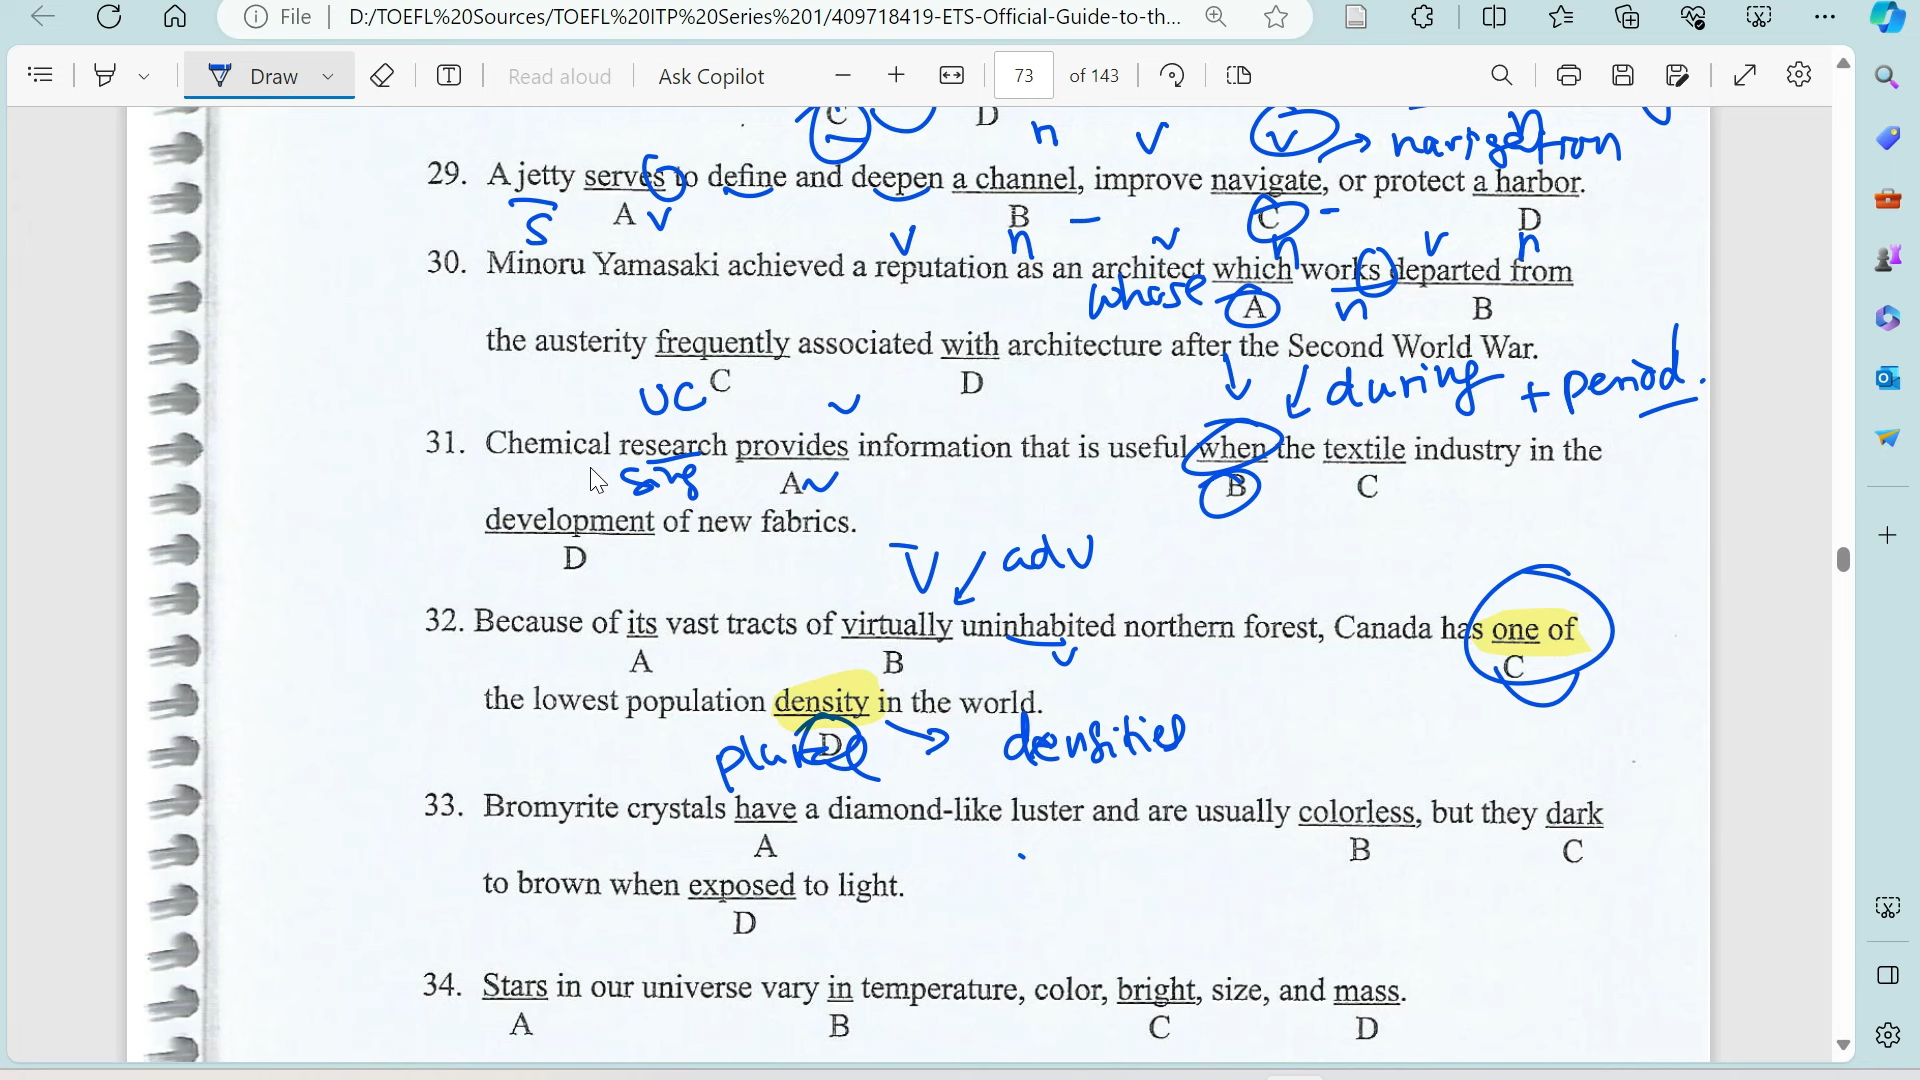 File D:/TOEFL%20Sources/TOEFL%20ITP%20Series%201/409718419-ETS-Official-Guide-to-th...
Draw Read aloud Ask Copilot 73 of 143
C D n v v → navigation
29. A jetty serves to define and deepen a channel, improve navigate, or protect a harbor.
A B C D
S v n v
v n v n
30. Minoru Yamasaki achieved a reputation as an architect which works departed from
whose A n B
the austerity frequently associated with architecture after the Second World War.
C D
UC during + period.
31. Chemical research provides information that is useful when the textile industry in the
sing A B C
development of new fabrics.
D
V adv
32. Because of its vast tracts of virtually uninhabited northern forest, Canada has one of
A B v C
the lowest population density in the world.
plural D → densities
33. Bromyrite crystals have a diamond-like luster and are usually colorless, but they dark
A B C
to brown when exposed to light.
D
34. Stars in our universe vary in temperature, color, bright, size, and mass.
A B C D